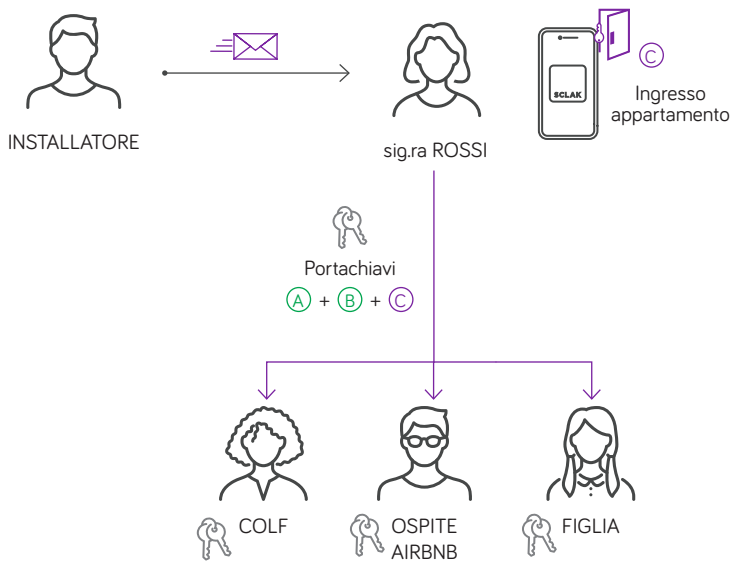 INSTALLATORE
sig.ra ROSSI
SCLAK
C
Ingresso
appartamento
Portachiavi
A + B + C
COLF
OSPITE
AIRBNB
FIGLIA